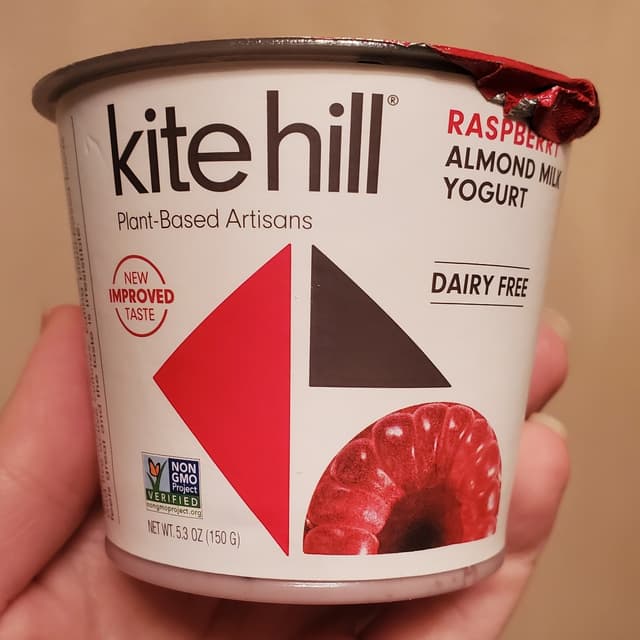 kite hill®
Plant-Based Artisans
RASPBERRY
ALMOND MILK
YOGURT
DAIRY FREE
NEW
IMPROVED
TASTE
NON
GMO
Project
VERIFIED
nongmoproject.org
NET WT. 5.3 OZ (150 G)